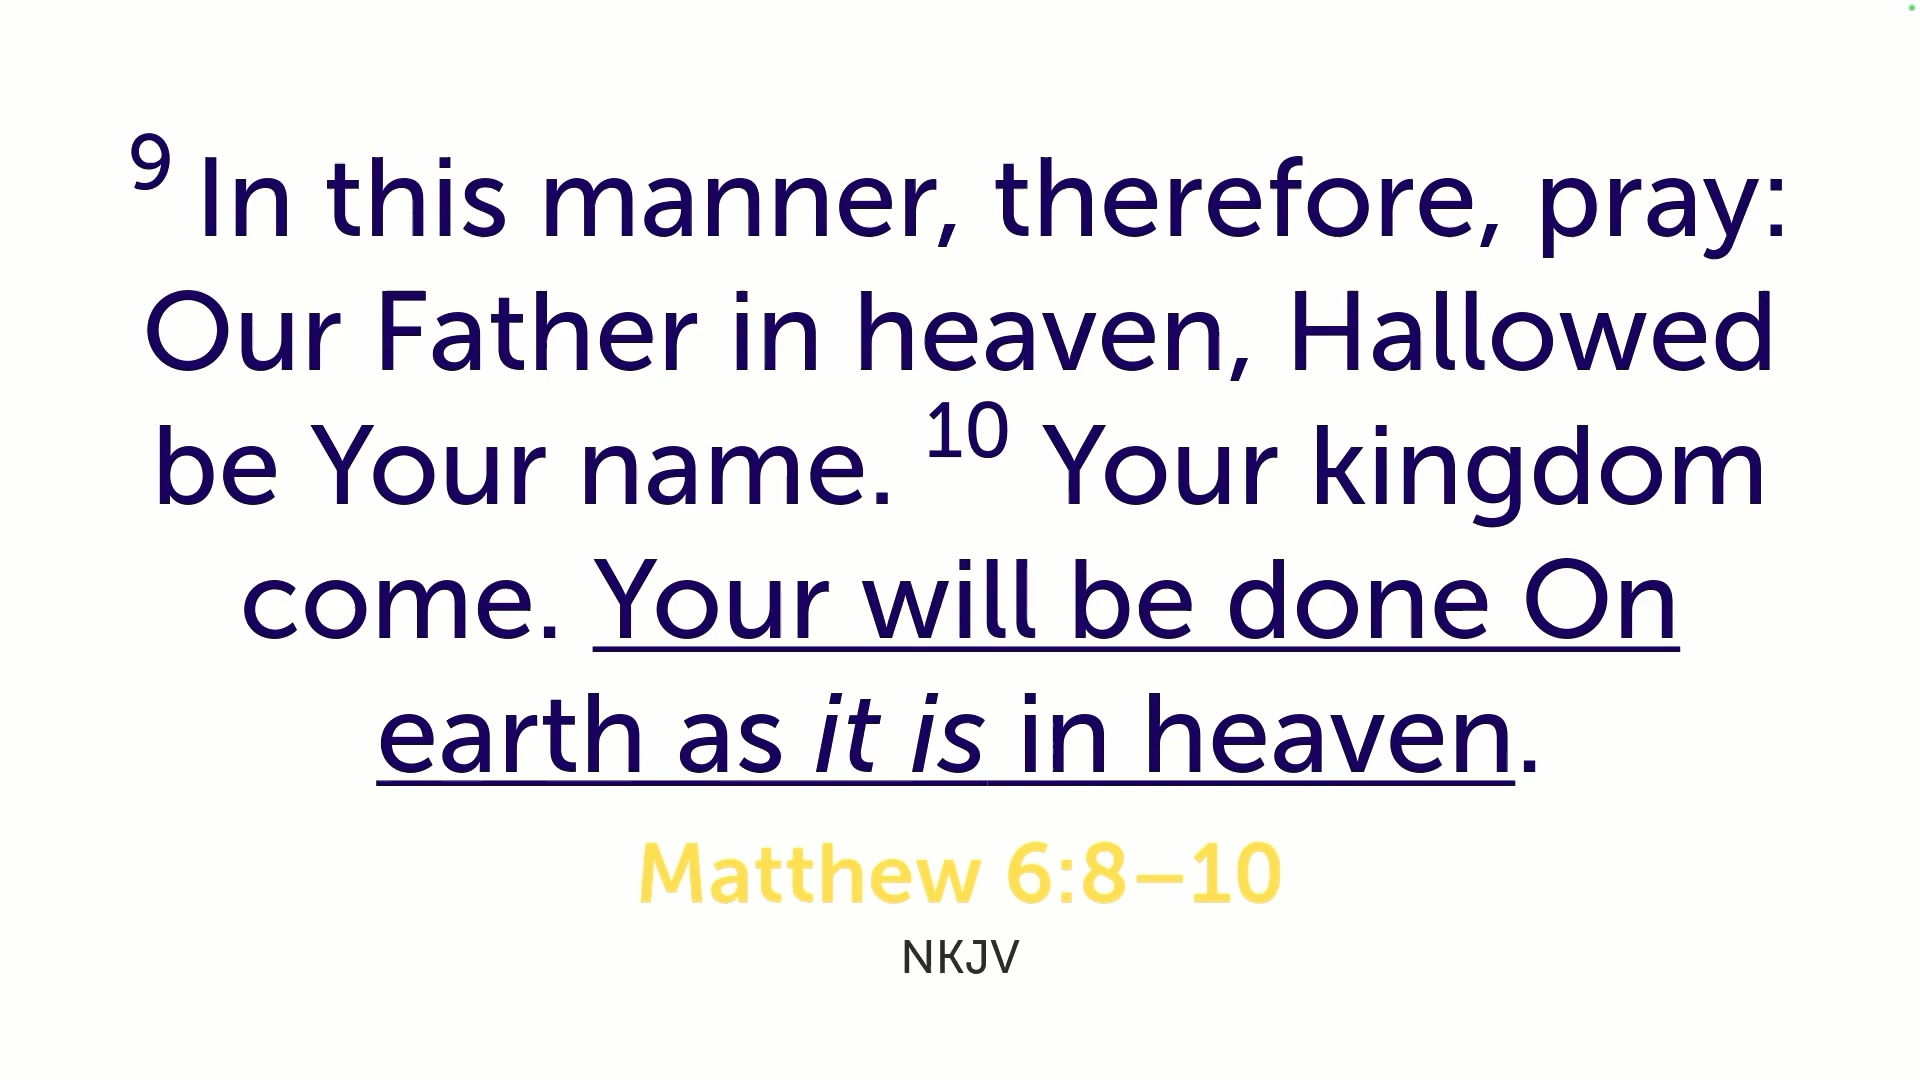 9 In this manner, therefore, pray:
Our Father in heaven, Hallowed
be Your name. 10 Your kingdom
come. Your will be done On
earth as it is in heaven.
Matthew 6:8–10
NKJV